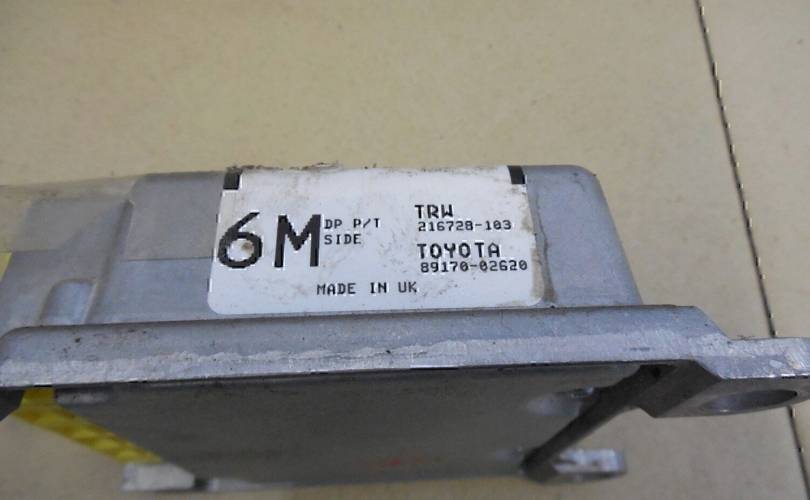 6M
DP P/T
SIDE
TRW
216728-103
TOYOTA
89170-02620
MADE IN UK